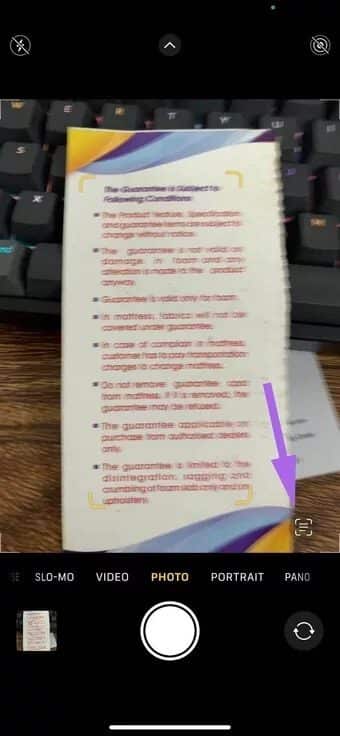 W
E
R
S
X
The Guarantee is Subject to
Following Conditions
The Product feature, Specification
and guarantee terms are subject to
change without notice.
The guarantee is not valid on
damage in foam and any
alteration is made to the product
anyway.
Guarantee is valid only for foam.
In mattress, fabrics will not be
covered under guarantee.
In case of complain is mattress,
customer has to pay transportation
charges to change mattress.
Do not remove guarantee card
from mattress. If it is removed, the
guarantee may be refused.
The guarantee applicable on
purchase from authorised dealers
only.
The guarantee is limited to the
disintegration, sagging and
crumbling of foam slab only and on
upholstery.
SLO-MO VIDEO PHOTO PORTRAIT PANO